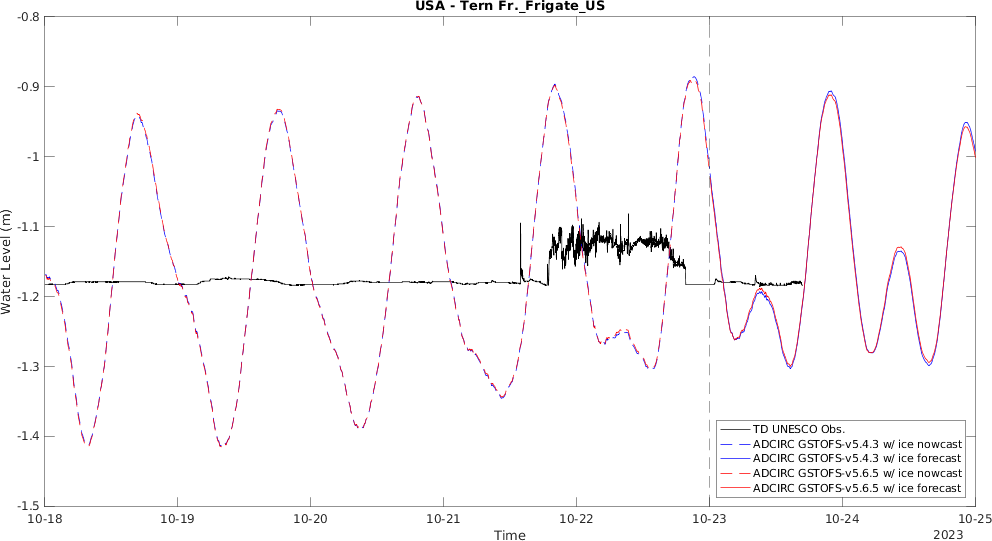 USA - Tern Fr._Frigate_US
Water Level (m)
-0.8
-0.9
-1
-1.1
-1.2
-1.3
-1.4
-1.5
TD UNESCO Obs.
ADCIRC GSTOFS-v5.4.3 w/ ice nowcast
ADCIRC GSTOFS-v5.4.3 w/ ice forecast
ADCIRC GSTOFS-v5.6.5 w/ ice nowcast
ADCIRC GSTOFS-v5.6.5 w/ ice forecast
10-18 10-19 10-20 10-21 10-22 10-23 10-24 10-25
Time
2023